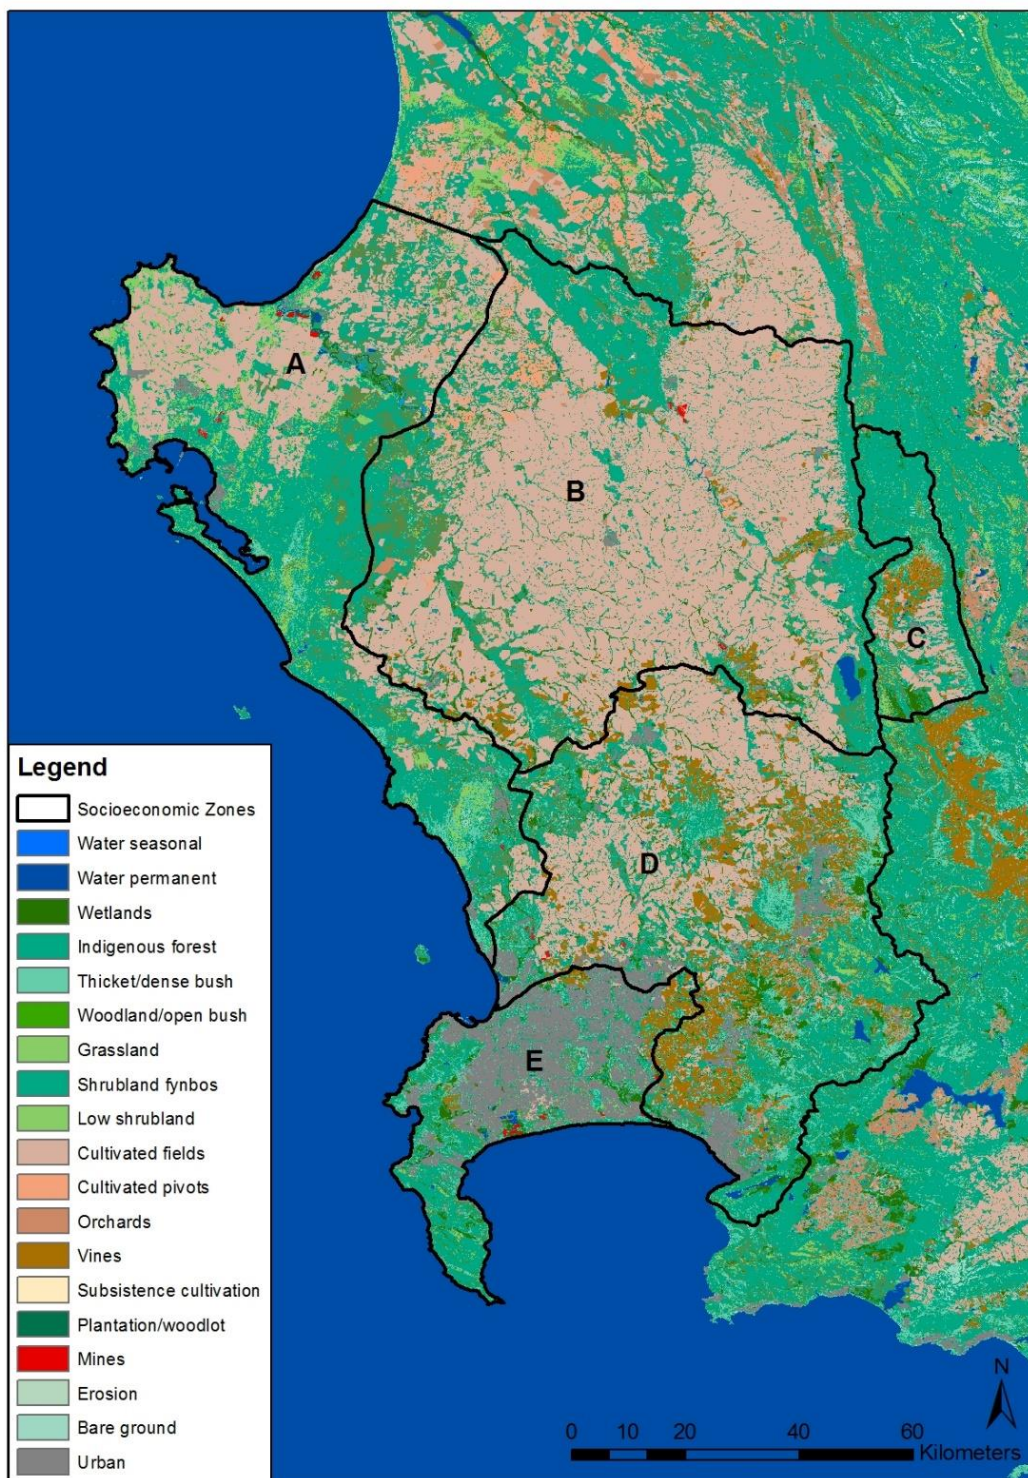 A
B
C
D
E
Legend
Socioeconomic Zones
Water seasonal
Water permanent
Wetlands
Indigenous forest
Thicket/dense bush
Woodland/open bush
Grassland
Shrubland fynbos
Low shrubland
Cultivated fields
Cultivated pivots
Orchards
Vines
Subsistence cultivation
Plantation/woodlot
Mines
Erosion
Bare ground
Urban
N
0 10 20 40 60
Kilometers